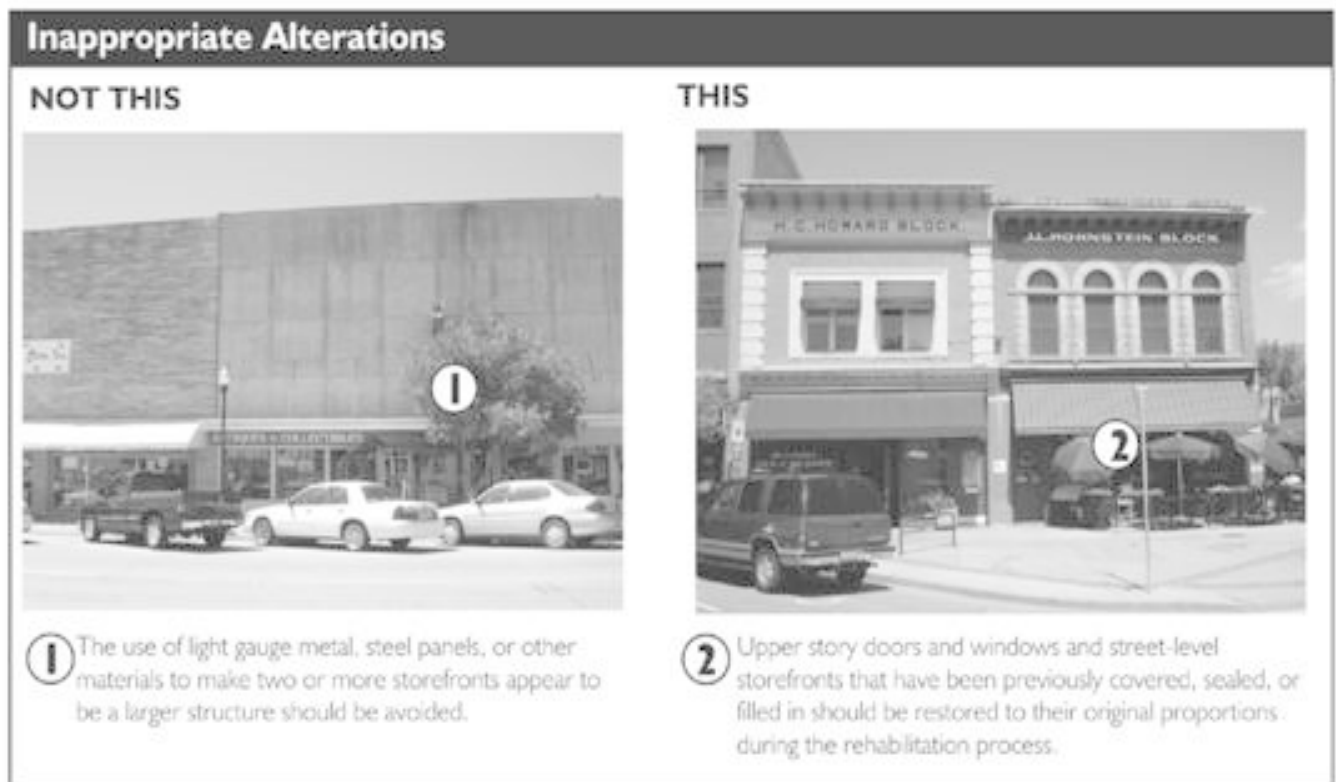 Inappropriate Alterations
NOT THIS
THIS
H.C. HOWARD BLOCK.
J.L. HORNSTEIN BLOCK
1
2
1 The use of light gauge metal, steel panels, or other
materials to make two or more storefronts appear to
be a larger structure should be avoided.
2 Upper story doors and windows and street-level
storefronts that have been previously covered, sealed, or
filled in should be restored to their original proportions
during the rehabilitation process.